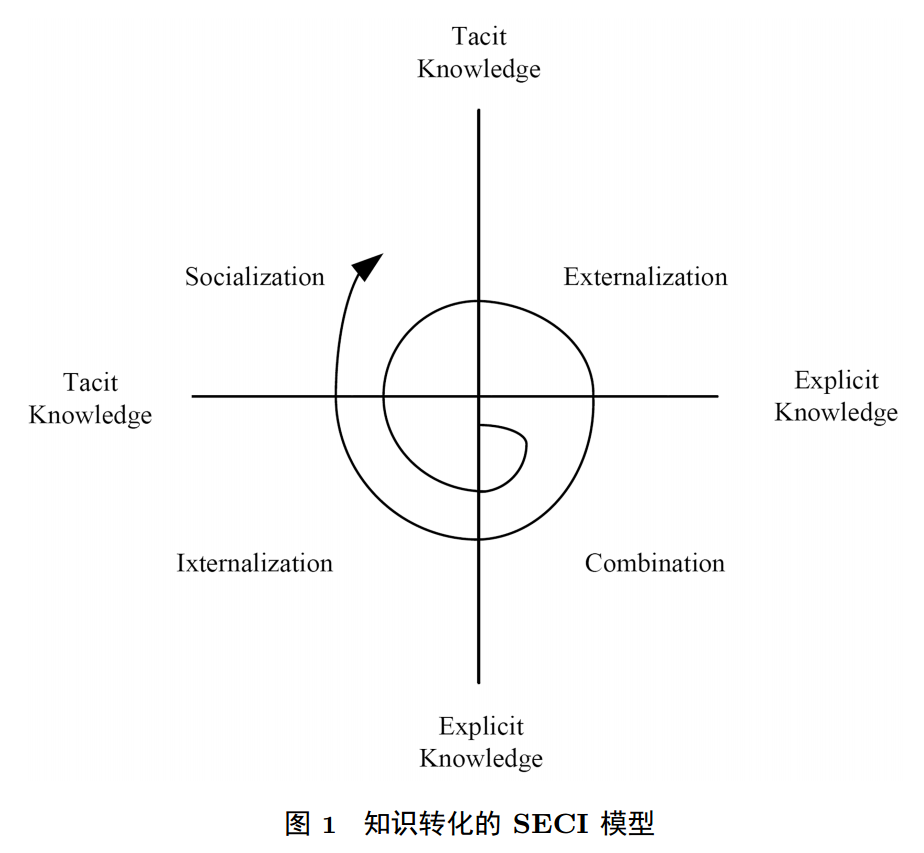 Tacit
Knowledge
Socialization
Externalization
Tacit
Knowledge
Explicit
Knowledge
Ixternalization
Combination
Explicit
Knowledge
图 1 知识转化的 SECI 模型